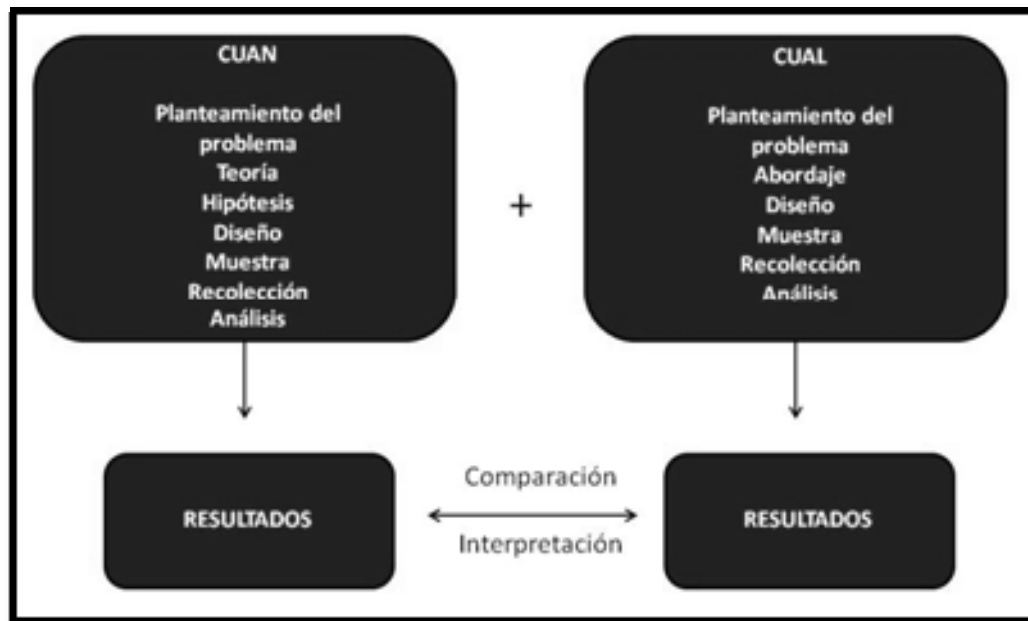 CUAN
Planteamiento del
problema
Teoría
Hipótesis
Diseño
Muestra
Recolección
Análisis
+
CUAL
Planteamiento del
problema
Abordaje
Diseño
Muestra
Recolección
Análisis
RESULTADOS
Comparación
Interpretación
RESULTADOS